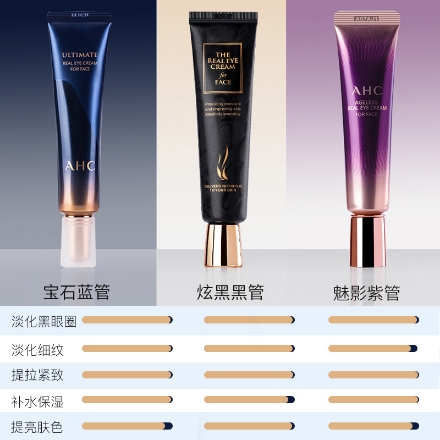 ULTIMATE
REAL EYE CREAM
FOR FACE
AHC
THE
REAL EYE
CREAM
for
FACE
AHC
AGELESS
REAL EYE CREAM
FOR FACE
宝石蓝管
炫黑黑管
魅影紫管
淡化黑眼圈
淡化细纹
提拉紧致
补水保湿
提亮肤色